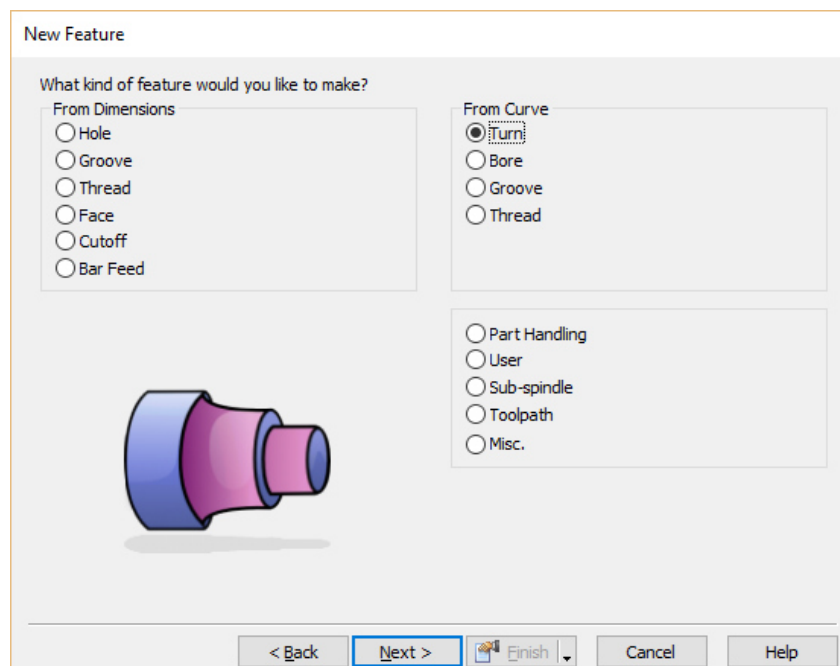 New Feature
What kind of feature would you like to make?
From Dimensions
Hole
Groove
Thread
Face
Cutoff
Bar Feed
From Curve
Turn
Bore
Groove
Thread
Part Handling
User
Sub-spindle
Toolpath
Misc.
< Back
Next >
Finish
Cancel
Help